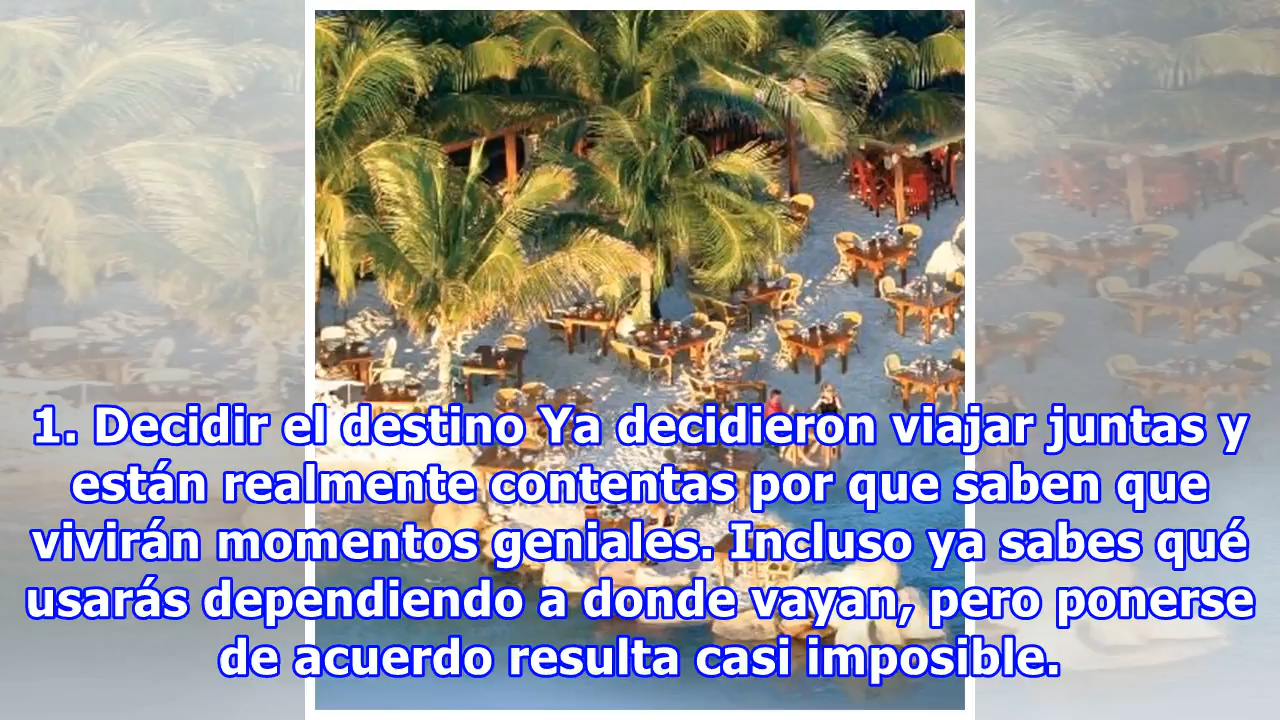 1. Decidir el destino Ya decidieron viajar juntas y
están realmente contentas por que saben que
vivirán momentos geniales. Incluso ya sabes qué
usarás dependiendo a donde vayan, pero ponerse
de acuerdo resulta casi imposible.